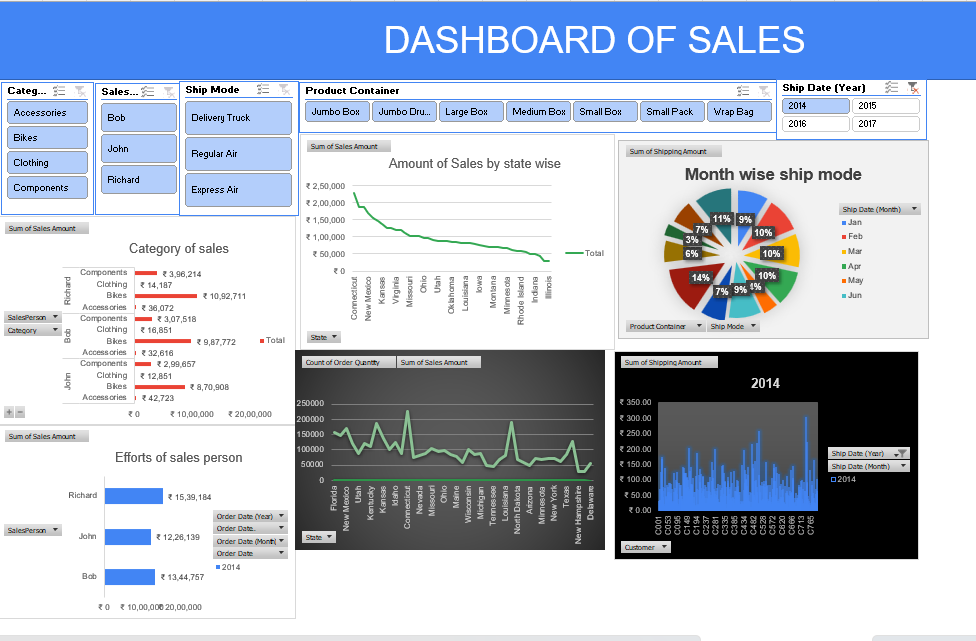 DASHBOARD OF SALES
Categ...
Accessories
Bikes
Clothing
Components
Sales...
Bob
John
Richard
Ship Mode
Delivery Truck
Regular Air
Express Air
Product Container
Jumbo Box
Jumbo Dru...
Large Box
Medium Box
Small Box
Small Pack
Wrap Bag
Ship Date (Year)
2014
2015
2016
2017
Sum of Sales Amount
Category of sales
Richard
Components ₹ 3,96,214
Clothing ₹ 14,187
Bikes ₹ 10,92,711
Accessories ₹ 36,072
Bob
Components ₹ 3,07,518
Clothing ₹ 16,851
Bikes ₹ 9,87,772
Accessories ₹ 32,616
John
Components ₹ 2,99,657
Clothing ₹ 12,851
Bikes ₹ 8,70,908
Accessories ₹ 42,723
SalesPerson
Category
Total
₹ 0 ₹ 10,00,000 ₹ 20,00,000
Sum of Sales Amount
Amount of Sales by state wise
₹ 2,50,000
₹ 2,00,000
₹ 1,50,000
₹ 1,00,000
₹ 50,000
₹ 0
Total
Connecticut
New Mexico
Kansas
Virginia
Missouri
Ohio
Utah
Oklahoma
Louisiana
Iowa
Montana
Minnesota
Rhode Island
Indiana
Illinois
State
Sum of Shipping Amount
Month wise ship mode
11%
9%
7%
10%
3%
6%
10%
14%
10%
7%
9%
4%
Ship Date (Month)
Jan
Feb
Mar
Apr
May
Jun
Product Container
Ship Mode
Sum of Sales Amount
Efforts of sales person
Richard ₹ 15,39,184
John ₹ 12,26,139
Bob ₹ 13,44,757
SalesPerson
Order Date (Year)
Order Date..
Order Date (Month)
Order Date
2014
₹ 0 ₹ 10,00,000 ₹ 20,00,000
Count of Order Quantity
Sum of Sales Amount
250000
200000
150000
100000
50000
Florida
New Mexico
Utah
Kentucky
Kansas
Idaho
Connecticut
Nevada
Missouri
Ohio
Maine
Wisconsin
Michigan
Tennessee
Louisiana
North Dakota
Arizona
Minnesota
New York
Texas
New Hampshire
Delaware
State
Sum of Shipping Amount
2014
₹ 350.00
₹ 300.00
₹ 250.00
₹ 200.00
₹ 150.00
₹ 100.00
₹ 50.00
₹ 0.00
C001
C053
C095
C149
C194
C237
C281
C335
C385
C434
C482
C528
C572
C620
C666
C713
C765
Ship Date (Year)
Ship Date (Month)
2014
Customer